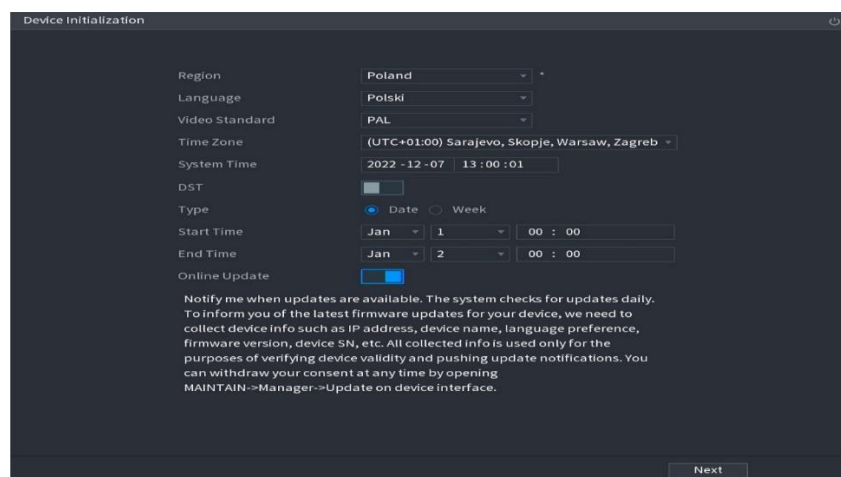 Device Initialization
Region Poland *
Language Polski
Video Standard PAL
Time Zone (UTC+01:00) Sarajevo, Skopje, Warsaw, Zagreb
System Time 2022 -12 -07 13 : 00 : 01
DST
Type Date Week
Start Time Jan 1 00 : 00
End Time Jan 2 00 : 00
Online Update
Notify me when updates are available. The system checks for updates daily.
To inform you of the latest firmware updates for your device, we need to
collect device info such as IP address, device name, language preference,
firmware version, device SN, etc. All collected info is used only for the
purposes of verifying device validity and pushing update notifications. You
can withdraw your consent at any time by opening
MAINTAIN->Manager->Update on device interface.
Next